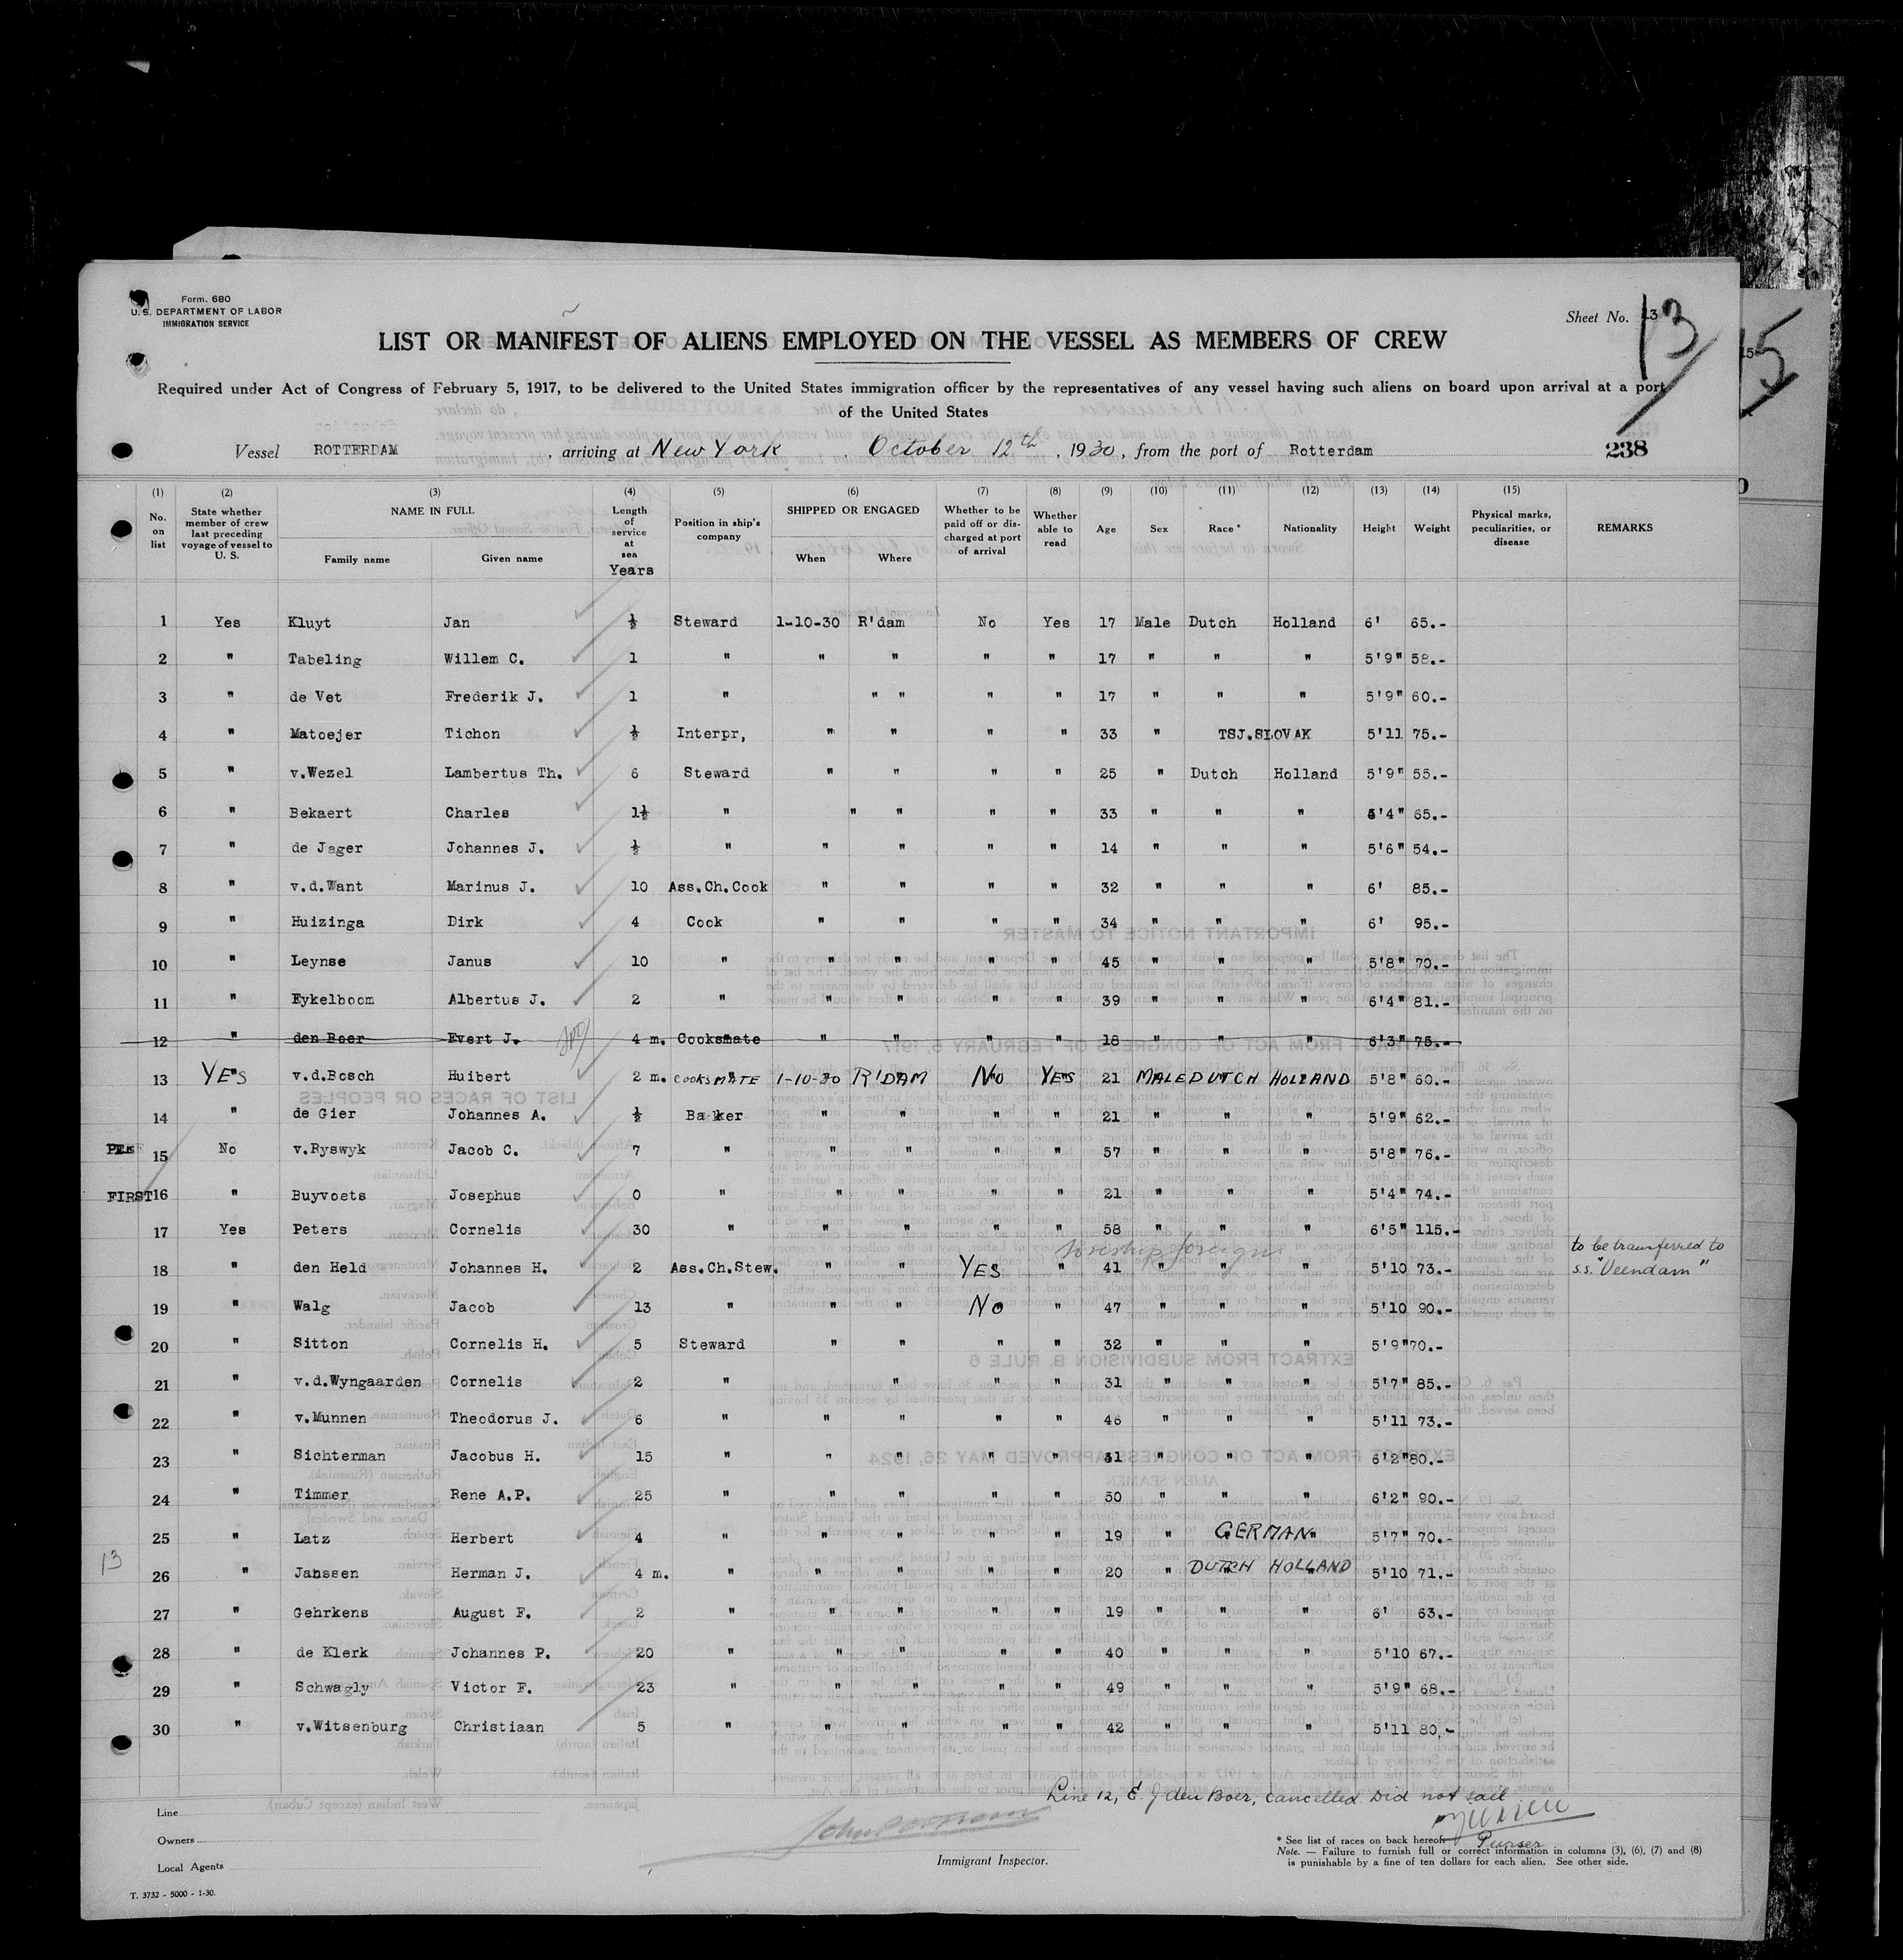 Form. 680
U. S. DEPARTMENT OF LABOR
IMMIGRATION SERVICE
Sheet No. 13
13
LIST OR MANIFEST OF ALIENS EMPLOYED ON THE VESSEL AS MEMBERS OF CREW
Required under Act of Congress of February 5, 1917, to be delivered to the United States immigration officer by the representatives of any vessel having such aliens on board upon arrival at a port
of the United States
Vessel ROTTERDAM, arriving at New York, October 12th, 1930, from the port of Rotterdam 238
(1) (2) (3) (4) (5) (6) (7) (8) (9) (10) (11) (12) (13) (14) (15)
No. on list State whether member of crew last preceding voyage of vessel to U. S. NAME IN FULL Family name Given name Length of service at sea Years Position in ship's company SHIPPED OR ENGAGED When Where Whether to be paid off or discharged at port of arrival Whether able to read Age Sex Race * Nationality Height Weight Physical marks, peculiarities, or disease REMARKS
1 Yes Kluyt Jan ½ Steward 1-10-30 R'dam No Yes 17 Male Dutch Holland 6' 65.-
2 " Tabeling Willem C. 1 " " " " " 17 " " " 5'9" 58.-
3 " de Vet Frederik J. 1 " " " " " 17 " " " 5'9" 60.-
4 " Matoejer Tichon ½ Interpr, " " " " 33 " TSJ.SLOVAK 5'11 75.-
5 " v.Wezel Lambertus Th. 6 Steward " " " " 25 " Dutch Holland 5'9" 55.-
6 " Bekaert Charles 1½ " " " " " 33 " " " 5'4" 65.-
7 " de Jager Johannes J. ½ " " " " " 14 " " " 5'6" 54.-
8 " v.d.Want Marinus J. 10 Ass.Ch.Cook " " " " 32 " " " 6' 85.-
9 " Huizinga Dirk 4 Cook " " " " 34 " " " 6' 95.-
10 " Leynse Janus 10 " " " " " 45 " " " 5'8" 70.-
11 " Eykelboom Albertus J. 2 " " " " " 39 " " " 6'4" 81.-
12 " den Boer Evert J. 4 m. Cooksmate " " " " 18 " " " 6'3" 75.-
13 YES v.d.Bosch Huibert 2 m. COOKSMATE 1-10-30 R'DAM NO YES 21 MALE DUTCH HOLLAND 5'8" 60.-
14 " de Gier Johannes A. ½ Baker " " " " 21 " " " 5'9" 62.-
15 No v.Ryswyk Jacob C. 7 " " " " " 57 " " " 5'8" 76.-
FIRST 16 " Buyvoets Josephus 0 " " " " " 21 " " " 5'4" 74.-
17 Yes Peters Cornelis 30 " " " " " 58 " " " 6'5" 115.-
18 " den Held Johannes H. 2 Ass.Ch.Stew. " " YES " 41 " " " 5'10 73.- to be transferred to s.s. "Veendam"
19 " Walg Jacob 13 " " " No " 47 " " " 5'10 90.-
20 " Sitton Cornelis H. 5 Steward " " " " 32 " " " 5'9" 70.-
21 " v.d.Wyngaarden Cornelis 2 " " " " 31 " " " 5'7" 85.-
22 " v.Munnen Theodorus J. 6 " " " " " 46 " " " 5'11 73.-
23 " Sichterman Jacobus H. 15 " " " " " 31 " " " 6'2" 80.-
24 " Timmer Rene A.P. 25 " " " " " 50 " " " 6'2" 90.-
25 " Latz Herbert 4 " " " " " 19 " GERMAN " 5'7" 70.-
13
26 " Janssen Herman J. 4 m. " " " " " 20 " DUTCH HOLLAND 5'10 71.-
27 " Gehrkens August F. 2 " " " " " 19 " " " 6' 63.-
28 " de Klerk Johannes P. 20 " " " " " 40 " " " 5'10 67.-
29 " Schwagly Victor F. 23 " " " " " 49 " " " 5'9" 68.-
30 " v.Witsenburg Christiaan 5 " " " " " 42 " " " 5'11 80,-
Line 12, E. J den Boer, cancelled. Did not sail
Purser
Line
Owners
Local Agents
Immigrant Inspector.
* See list of races on back hereof.
Note. — Failure to furnish full or correct information in columns (3), (6), (7) and (8)
is punishable by a fine of ten dollars for each alien. See other side.
T. 3732 - 5000 - 1-30.